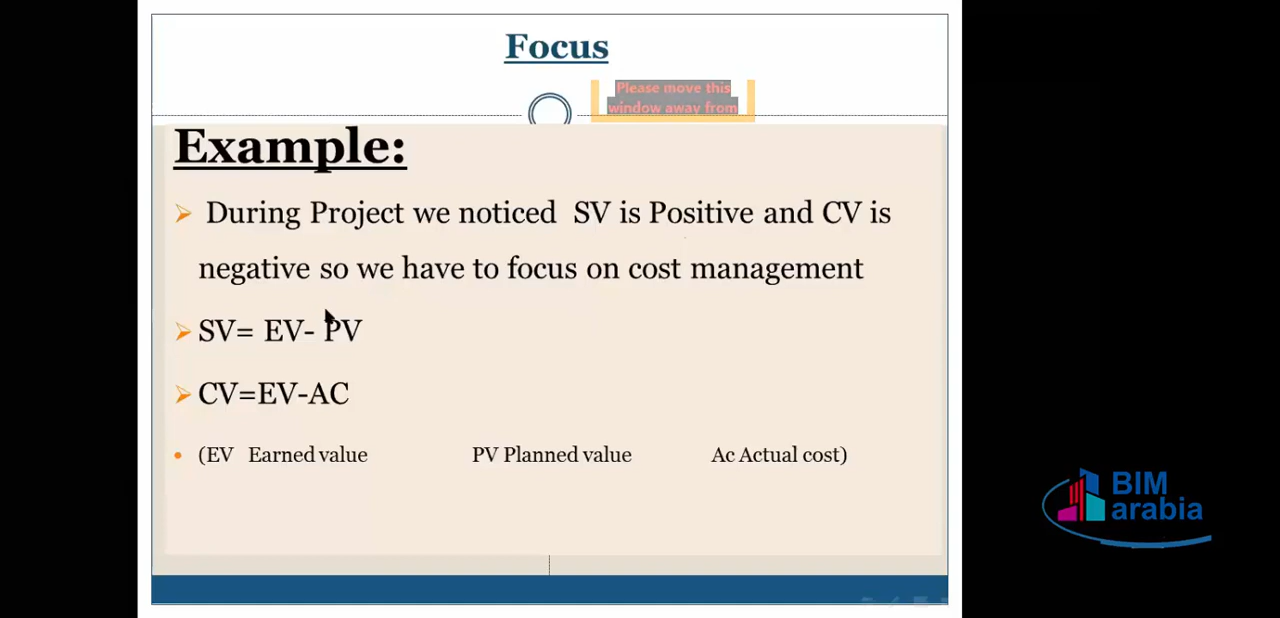 Focus
Please move this
window away from
Example:
During Project we noticed SV is Positive and CV is
negative so we have to focus on cost management
SV= EV- PV
CV=EV-AC
(EV Earned value PV Planned value Ac Actual cost)
BIM
arabia